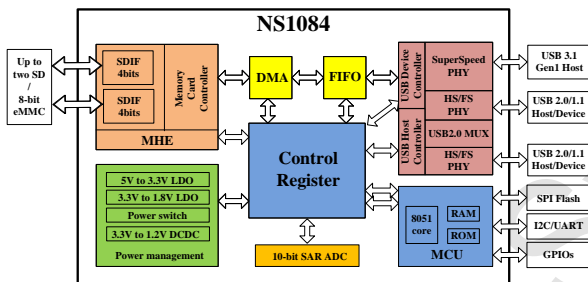 NS1084
Up to
two SD
/
8-bit
eMMC
SDIF
4bits
SDIF
4bits
Memory
Card
Controller
MHE
DMA
FIFO
USB Device
Controller
USB Host
Controller
SuperSpeed
PHY
HS/FS
PHY
USB2.0 MUX
HS/FS
PHY
USB 3.1
Gen1 Host
USB 2.0/1.1
Host/Device
USB 2.0/1.1
Host/Device
Control
Register
5V to 3.3V LDO
3.3V to 1.8V LDO
Power switch
3.3V to 1.2V DCDC
Power management
10-bit SAR ADC
8051
core
RAM
ROM
MCU
SPI Flash
I2C/UART
GPIOs